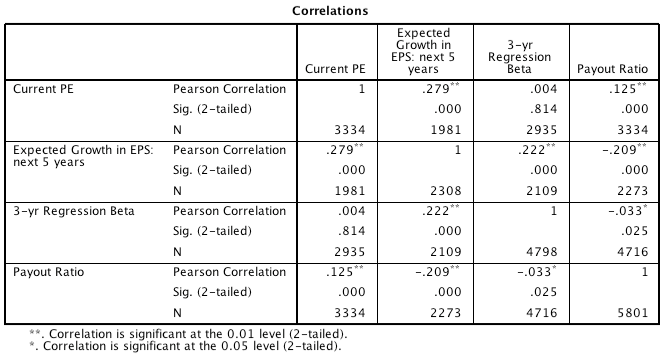 Correlations
Current PE Expected Growth in EPS: next 5 years 3-yr Regression Beta Payout Ratio
Current PE Pearson Correlation 1 .279** .004 .125**
Sig. (2-tailed) .000 .814 .000
N 3334 1981 2935 3334
Expected Growth in EPS: next 5 years Pearson Correlation .279** 1 .222** -.209**
Sig. (2-tailed) .000 .000 .000
N 1981 2308 2109 2273
3-yr Regression Beta Pearson Correlation .004 .222** 1 -.033*
Sig. (2-tailed) .814 .000 .025
N 2935 2109 4798 4716
Payout Ratio Pearson Correlation .125** -.209** -.033* 1
Sig. (2-tailed) .000 .000 .025
N 3334 2273 4716 5801
**. Correlation is significant at the 0.01 level (2-tailed).
*. Correlation is significant at the 0.05 level (2-tailed).